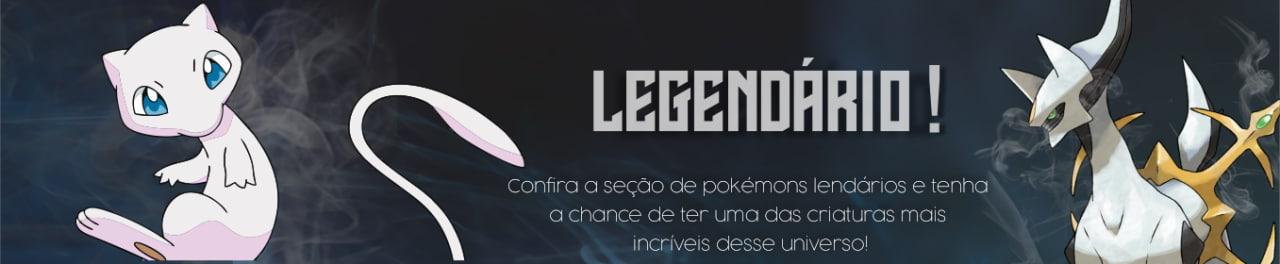 LEGENDÁRIO!
Confira a seção de pokémons lendários e tenha
a chance de ter uma das criaturas mais
incríveis desse universo!